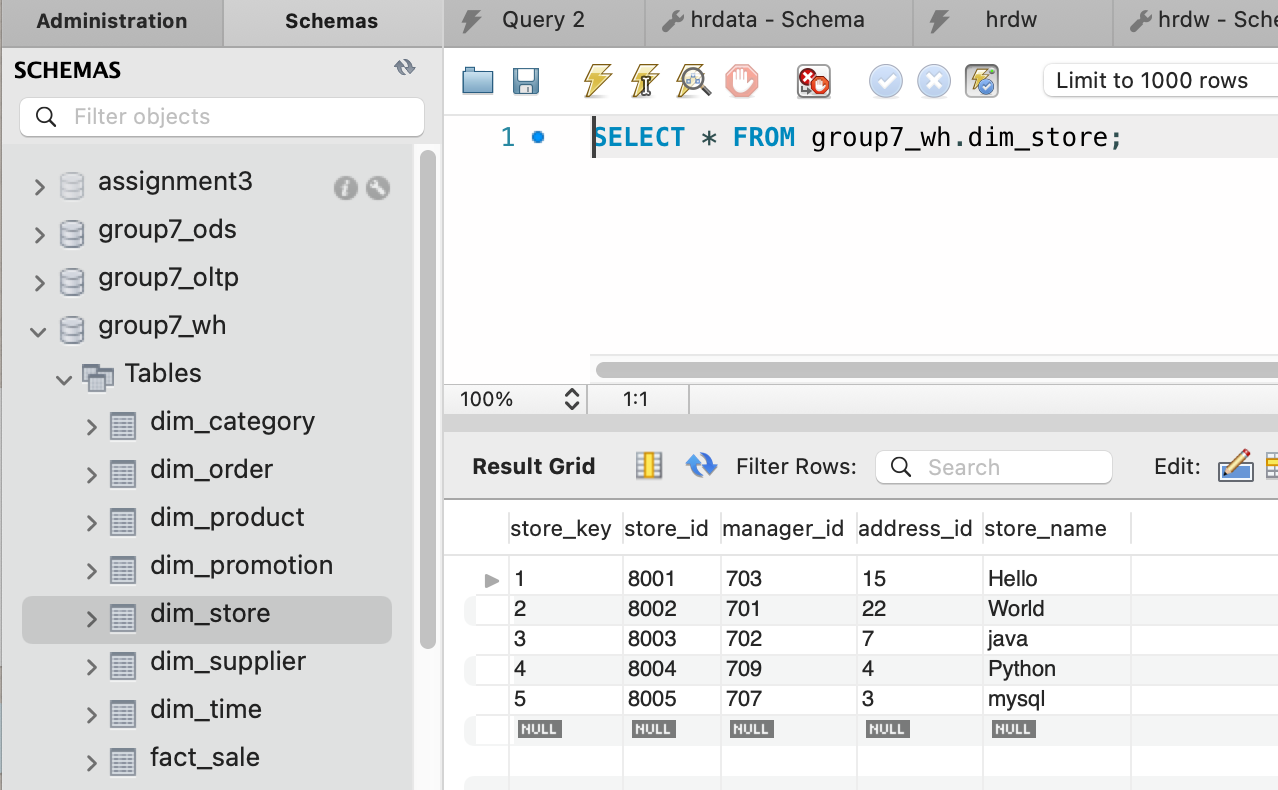 Administration Schemas Query 2 hrdata - Schema hrdw hrdw - Sche
SCHEMAS
Filter objects
Limit to 1000 rows
1 SELECT * FROM group7_wh.dim_store;
assignment3
group7_ods
group7_oltp
group7_wh
Tables
dim_category
dim_order
dim_product
dim_promotion
dim_store
dim_supplier
dim_time
fact_sale
100% 1:1
Result Grid Filter Rows: Search Edit:
store_key store_id manager_id address_id store_name
1 8001 703 15 Hello
2 8002 701 22 World
3 8003 702 7 java
4 8004 709 4 Python
5 8005 707 3 mysql
NULL NULL NULL NULL NULL